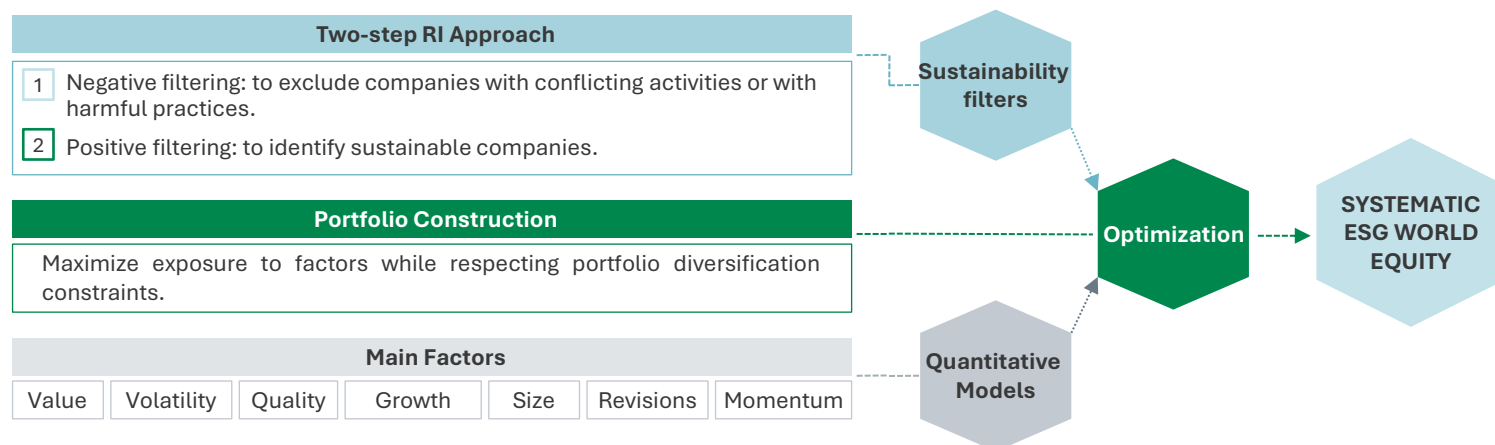 Two-step RI Approach
1
Negative filtering: to exclude companies with conflicting activities or with
harmful practices.
2
Positive filtering: to identify sustainable companies.
Sustainability
filters
Portfolio Construction
Maximize exposure to factors while respecting portfolio diversification
constraints.
Optimization
SYSTEMATIC
ESG WORLD
EQUITY
Main Factors
Value Volatility Quality Growth Size Revisions Momentum
Quantitative
Models